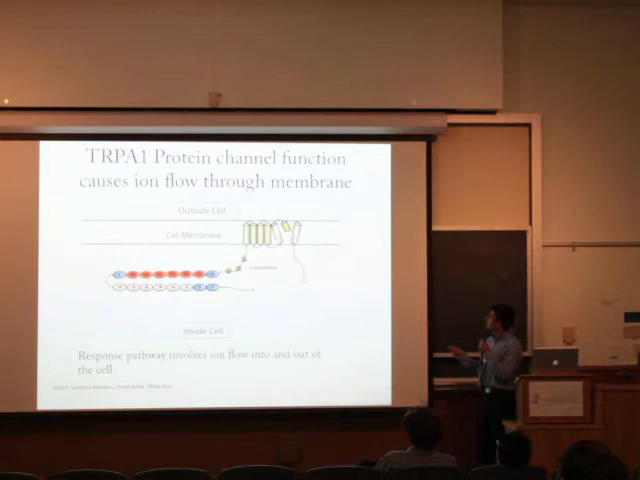 TRPA1 Protein channel function
causes ion flow through membrane
Outside Cell
Cell Membrane
Inside Cell
Response pathway involves ion flow into and out of
the cell